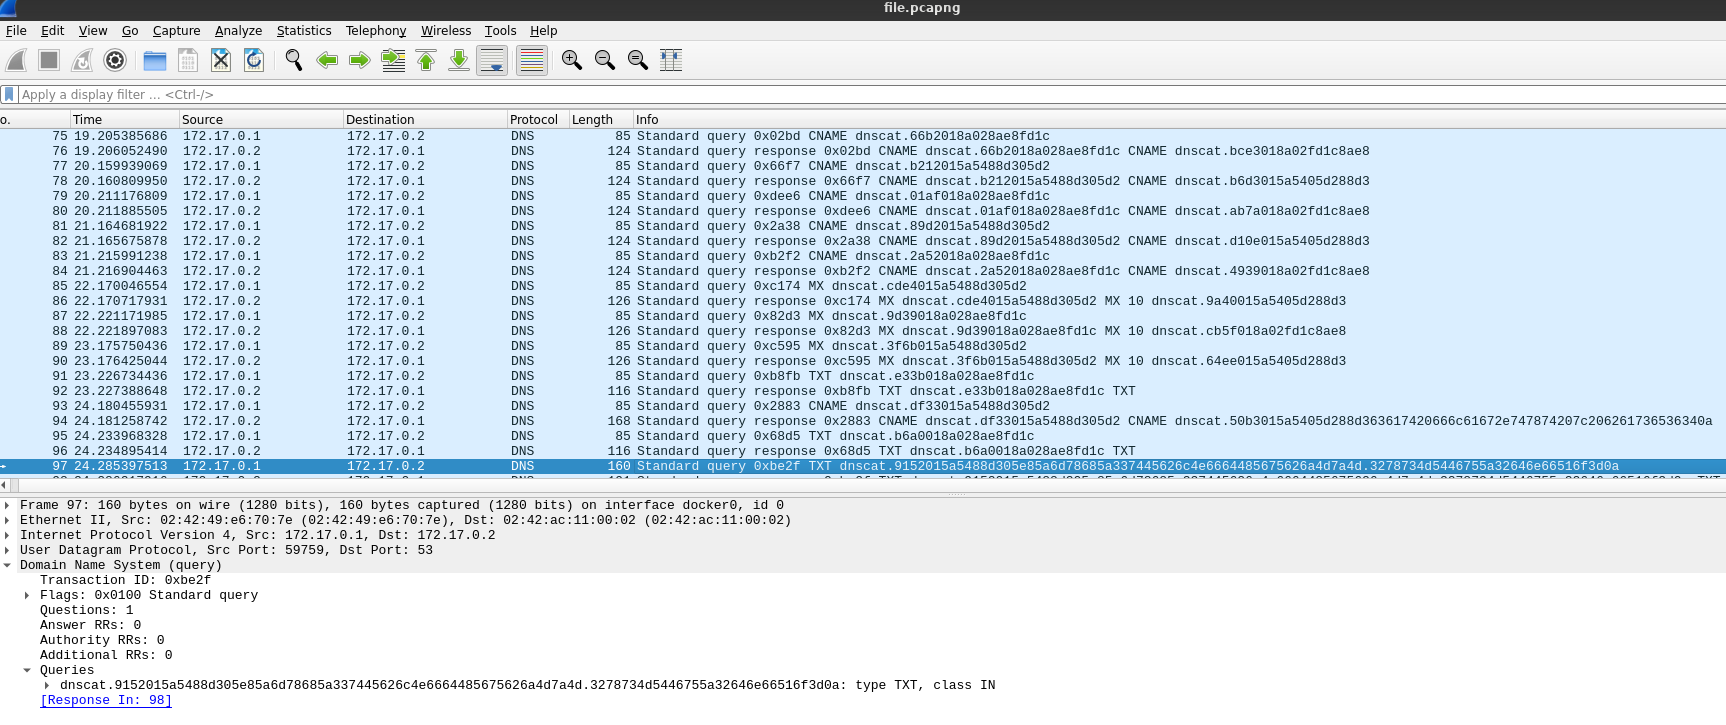 file.pcapng
File Edit View Go Capture Analyze Statistics Telephony Wireless Tools Help
Apply a display filter ... <Ctrl-/>
o. Time Source Destination Protocol Length Info
75 19.205385686 172.17.0.1 172.17.0.2 DNS 85 Standard query 0x02bd CNAME dnscat.66b2018a028ae8fd1c
76 19.206052490 172.17.0.2 172.17.0.1 DNS 124 Standard query response 0x02bd CNAME dnscat.66b2018a028ae8fd1c CNAME dnscat.bce3018a02fd1c8ae8
77 20.159939069 172.17.0.1 172.17.0.2 DNS 85 Standard query 0x66f7 CNAME dnscat.b212015a5488d305d2
78 20.160809950 172.17.0.2 172.17.0.1 DNS 124 Standard query response 0x66f7 CNAME dnscat.b212015a5488d305d2 CNAME dnscat.b6d3015a5405d288d3
79 20.211176809 172.17.0.1 172.17.0.2 DNS 85 Standard query 0xdee6 CNAME dnscat.01af018a028ae8fd1c
80 20.211885505 172.17.0.2 172.17.0.1 DNS 124 Standard query response 0xdee6 CNAME dnscat.01af018a028ae8fd1c CNAME dnscat.ab7a018a02fd1c8ae8
81 21.164681922 172.17.0.1 172.17.0.2 DNS 85 Standard query 0x2a38 CNAME dnscat.89d2015a5488d305d2
82 21.165675878 172.17.0.2 172.17.0.1 DNS 124 Standard query response 0x2a38 CNAME dnscat.89d2015a5488d305d2 CNAME dnscat.d10e015a5405d288d3
83 21.215991238 172.17.0.1 172.17.0.2 DNS 85 Standard query 0xb2f2 CNAME dnscat.2a52018a028ae8fd1c
84 21.216904463 172.17.0.2 172.17.0.1 DNS 124 Standard query response 0xb2f2 CNAME dnscat.2a52018a028ae8fd1c CNAME dnscat.4939018a02fd1c8ae8
85 22.170046554 172.17.0.1 172.17.0.2 DNS 85 Standard query 0xc174 MX dnscat.cde4015a5488d305d2
86 22.170717931 172.17.0.2 172.17.0.1 DNS 126 Standard query response 0xc174 MX dnscat.cde4015a5488d305d2 MX 10 dnscat.9a40015a5405d288d3
87 22.221171985 172.17.0.1 172.17.0.2 DNS 85 Standard query 0x82d3 MX dnscat.9d39018a028ae8fd1c
88 22.221897083 172.17.0.2 172.17.0.1 DNS 126 Standard query response 0x82d3 MX dnscat.9d39018a028ae8fd1c MX 10 dnscat.cb5f018a02fd1c8ae8
89 23.175750436 172.17.0.1 172.17.0.2 DNS 85 Standard query 0xc595 MX dnscat.3f6b015a5488d305d2
90 23.176425044 172.17.0.2 172.17.0.1 DNS 126 Standard query response 0xc595 MX dnscat.3f6b015a5488d305d2 MX 10 dnscat.64ee015a5405d288d3
91 23.226734436 172.17.0.1 172.17.0.2 DNS 85 Standard query 0xb8fb TXT dnscat.e33b018a028ae8fd1c
92 23.227388648 172.17.0.2 172.17.0.1 DNS 116 Standard query response 0xb8fb TXT dnscat.e33b018a028ae8fd1c TXT
93 24.180455931 172.17.0.1 172.17.0.2 DNS 85 Standard query 0x2883 CNAME dnscat.df33015a5488d305d2
94 24.181258742 172.17.0.2 172.17.0.1 DNS 168 Standard query response 0x2883 CNAME dnscat.df33015a5488d305d2 CNAME dnscat.50b3015a5405d288d363617420666c61672e747874207c206261736536340a
95 24.233968328 172.17.0.1 172.17.0.2 DNS 85 Standard query 0x68d5 TXT dnscat.b6a0018a028ae8fd1c
96 24.234895414 172.17.0.2 172.17.0.1 DNS 116 Standard query response 0x68d5 TXT dnscat.b6a0018a028ae8fd1c TXT
97 24.285397513 172.17.0.1 172.17.0.2 DNS 160 Standard query 0xbe2f TXT dnscat.9152015a5488d305e85a6d78685a337445626c4e6664485675626a4d7a4d.3278734d5446755a32646e66516f3d0a
Frame 97: 160 bytes on wire (1280 bits), 160 bytes captured (1280 bits) on interface docker0, id 0
Ethernet II, Src: 02:42:49:e6:70:7e (02:42:49:e6:70:7e), Dst: 02:42:ac:11:00:02 (02:42:ac:11:00:02)
Internet Protocol Version 4, Src: 172.17.0.1, Dst: 172.17.0.2
User Datagram Protocol, Src Port: 59759, Dst Port: 53
Domain Name System (query)
Transaction ID: 0xbe2f
Flags: 0x0100 Standard query
Questions: 1
Answer RRs: 0
Authority RRs: 0
Additional RRs: 0
Queries
dnscat.9152015a5488d305e85a6d78685a337445626c4e6664485675626a4d7a4d.3278734d5446755a32646e66516f3d0a: type TXT, class IN
[Response In: 98]